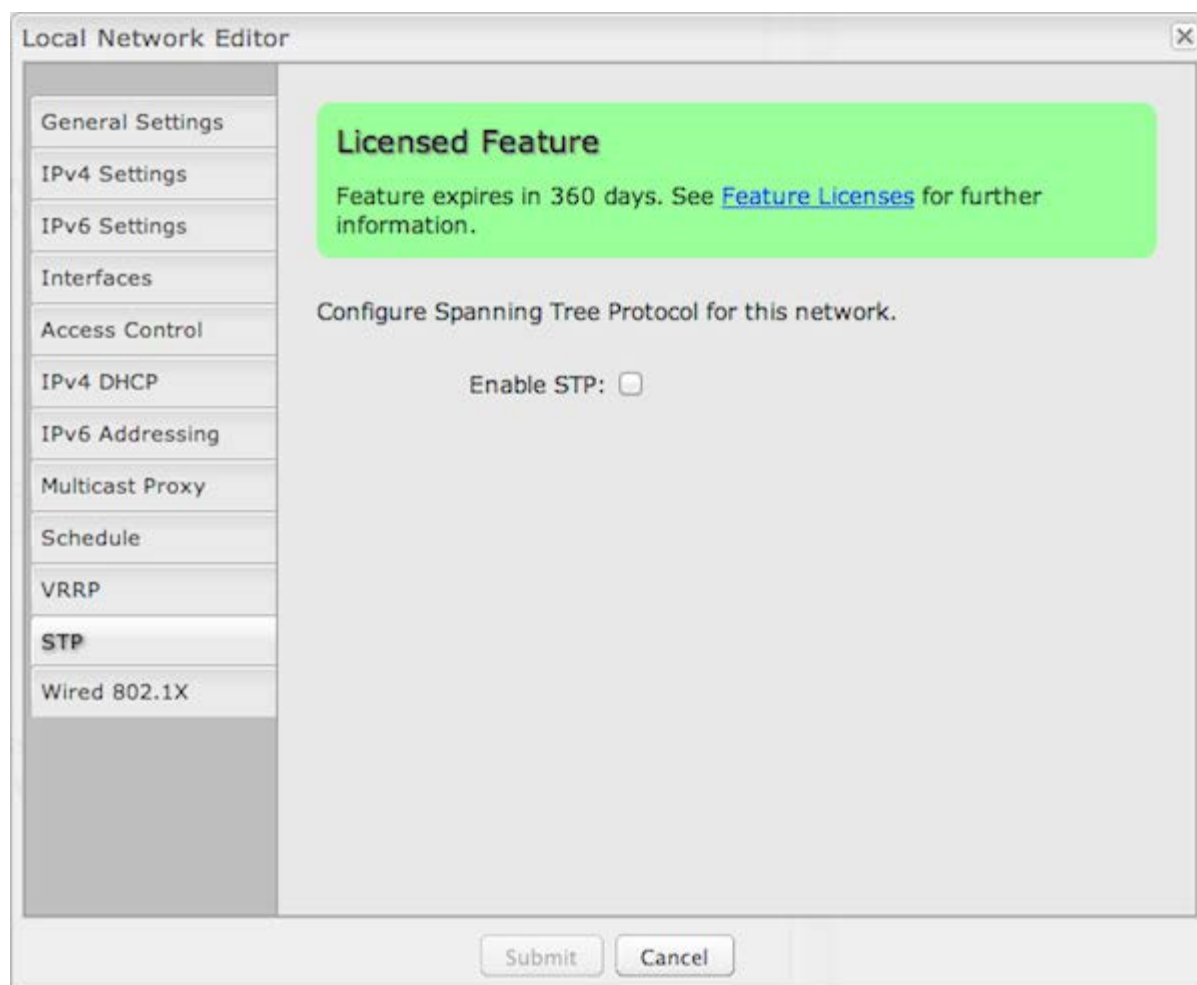 Local Network Editor
General Settings
IPv4 Settings
IPv6 Settings
Interfaces
Access Control
IPv4 DHCP
IPv6 Addressing
Multicast Proxy
Schedule
VRRP
STP
Wired 802.1X
Licensed Feature
Feature expires in 360 days. See Feature Licenses for further
information.
Configure Spanning Tree Protocol for this network.
Enable STP:
Submit
Cancel